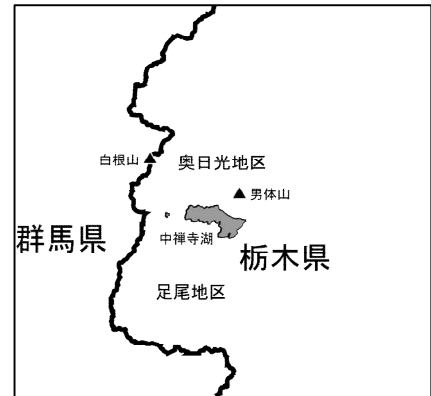 白根山
奥日光地区
男体山
群馬県
中禅寺湖
栃木県
足尾地区